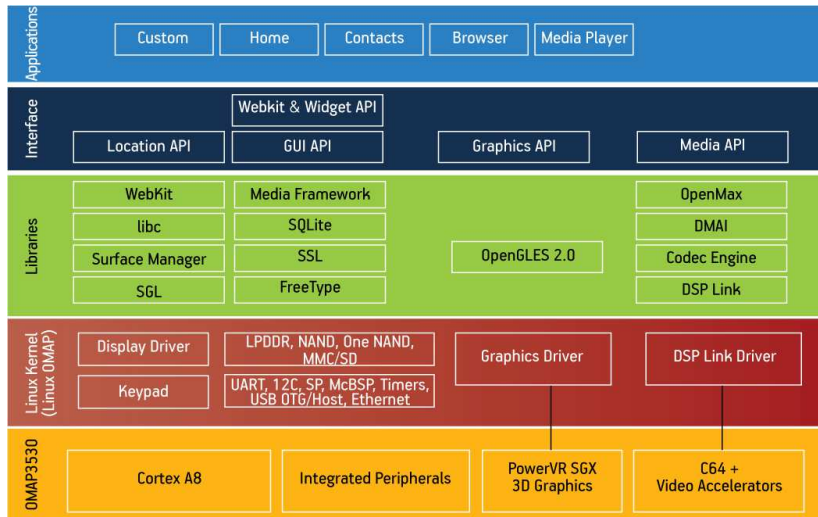 Applications
Custom
Home
Contacts
Browser
Media Player
Interface
Webkit & Widget API
Location API
GUI API
Graphics API
Media API
Libraries
WebKit
Media Framework
OpenMax
libc
SQLite
DMAI
Surface Manager
SSL
OpenGLES 2.0
Codec Engine
SGL
FreeType
DSP Link
Linux Kernel
(Linux OMAP)
Display Driver
LPDDR, NAND, One NAND,
MMC/SD
Graphics Driver
DSP Link Driver
Keypad
UART, 12C, SP, McBSP, Timers,
USB OTG/Host, Ethernet
OMAP3530
Cortex A8
Integrated Peripherals
PowerVR SGX
3D Graphics
C64 +
Video Accelerators